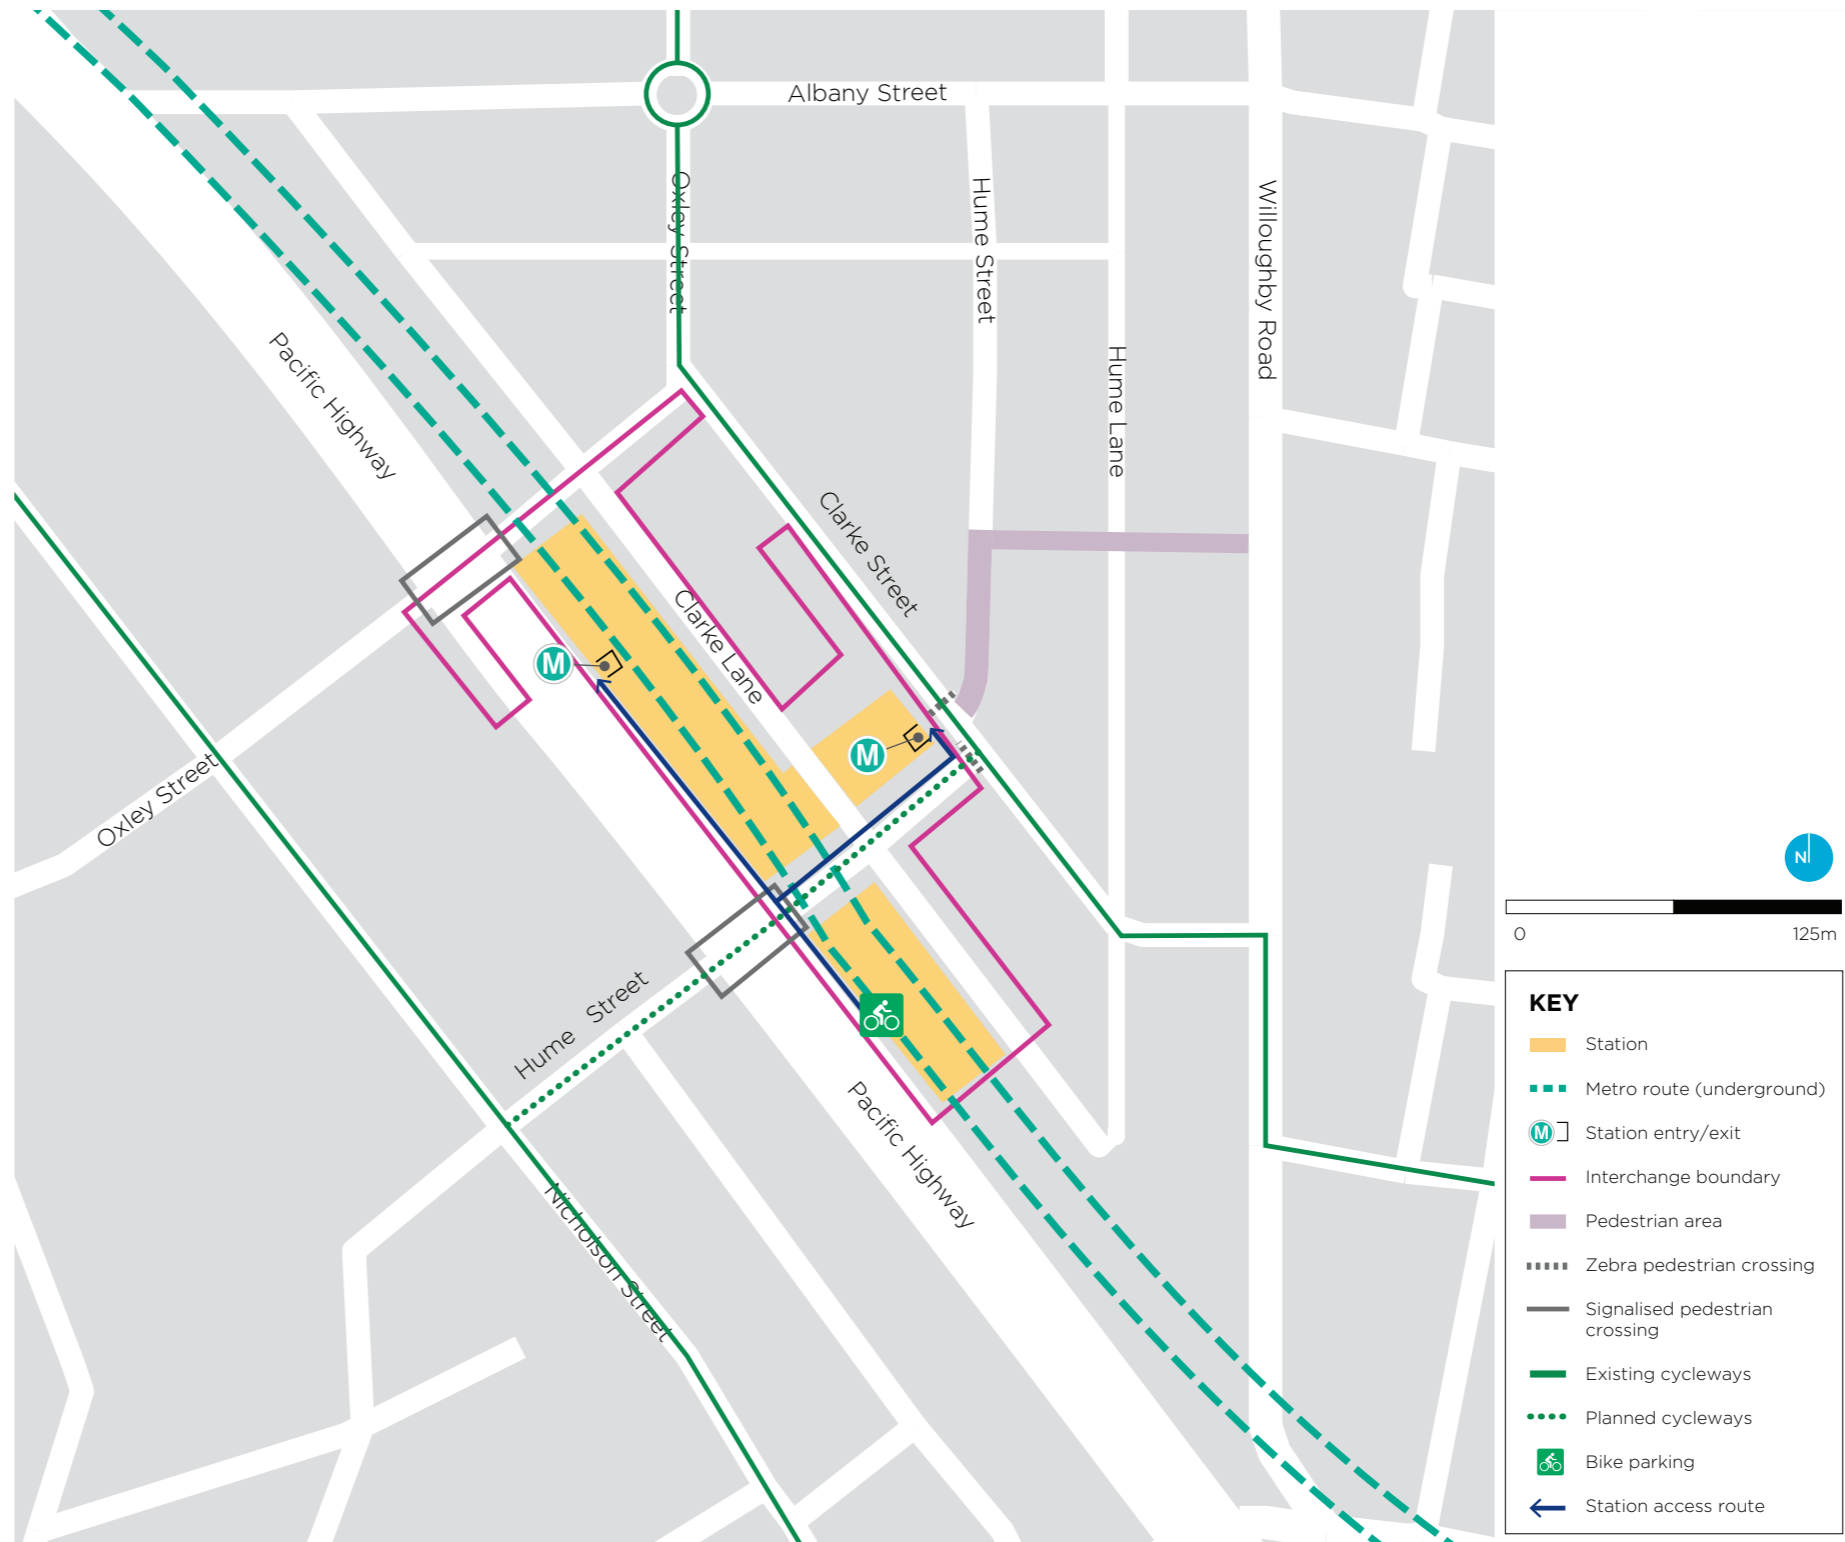 Albany Street
Oxley Street
Hume Street
Willoughby Road
Pacific Highway
Hume Lane
Clarke Street
Clarke Lane
M
M
Oxley Street
Hume Street
Pacific Highway
Nicholson Street
N
0 125m
KEY
Station
Metro route (underground)
M Station entry/exit
Interchange boundary
Pedestrian area
Zebra pedestrian crossing
Signalised pedestrian
crossing
Existing cycleways
Planned cycleways
Bike parking
Station access route